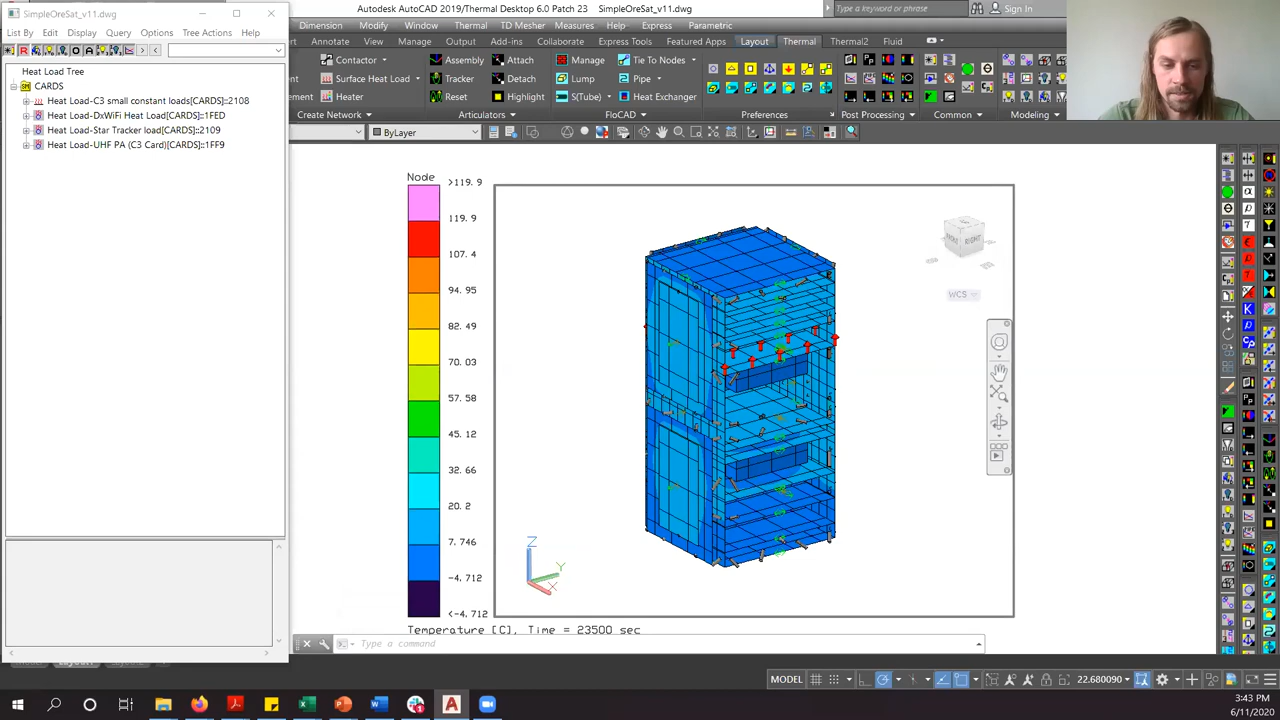 SimpleOreSat_v11.dwg
Autodesk AutoCAD 2019/Thermal Desktop 6.0 Patch 23    SimpleOreSat_v11.dwg
Type a keyword or phrase
Sign In
List By  Edit  Display  Query  Options  Tree Actions  Help
Dimension  Modify  Window  Thermal  TD Mesher  Measures  Help  Express  Parametric
Annotate  View  Manage  Output  Add-ins  Collaborate  Express Tools  Featured Apps  Layout  Thermal  Thermal2  Fluid
Heat Load Tree
CARDS
Heat Load-C3 small constant loads[CARDS]::2108
Heat Load-DxWiFi Heat Load[CARDS]::1FED
Heat Load-Star Tracker load[CARDS]::2109
Heat Load-UHF PA (C3 Card)[CARDS]::1FF9
Contactor  Assembly  Attach  Manage  Tie To Nodes
Surface Heat Load  Tracker  Detach  Lump  Pipe
Heater  Reset  Highlight  S(Tube)  Heat Exchanger
Create Network  Articulators  FloCAD  Preferences  Post Processing  Common  Modeling
ByLayer
Node
>119.9
119.9
107.4
94.95
82.49
70.03
57.58
45.12
32.66
20.2
7.746
-4.712
<-4.712
RIGHT
WCS
Z
Y
X
Temperature [C], Time = 23500 sec
Type a command
MODEL
22.680090
3:43 PM
6/11/2020